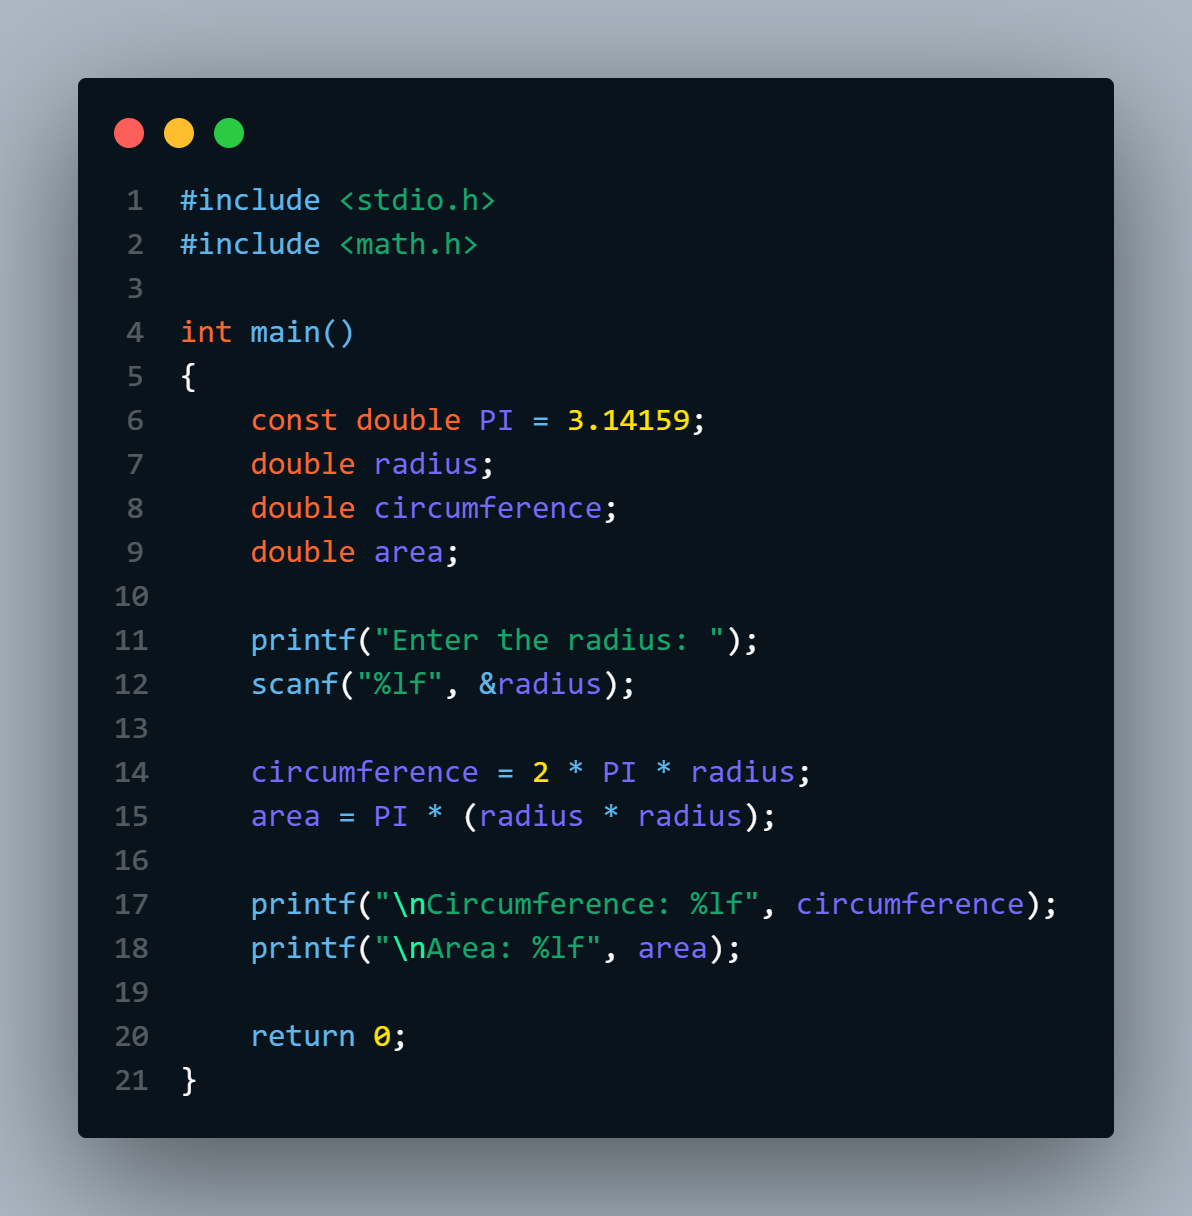 1 #include <stdio.h>
2 #include <math.h>
3
4 int main()
5 {
6     const double PI = 3.14159;
7     double radius;
8     double circumference;
9     double area;
10
11     printf("Enter the radius: ");
12     scanf("%lf", &radius);
13
14     circumference = 2 * PI * radius;
15     area = PI * (radius * radius);
16
17     printf("\nCircumference: %lf", circumference);
18     printf("\nArea: %lf", area);
19
20     return 0;
21 }